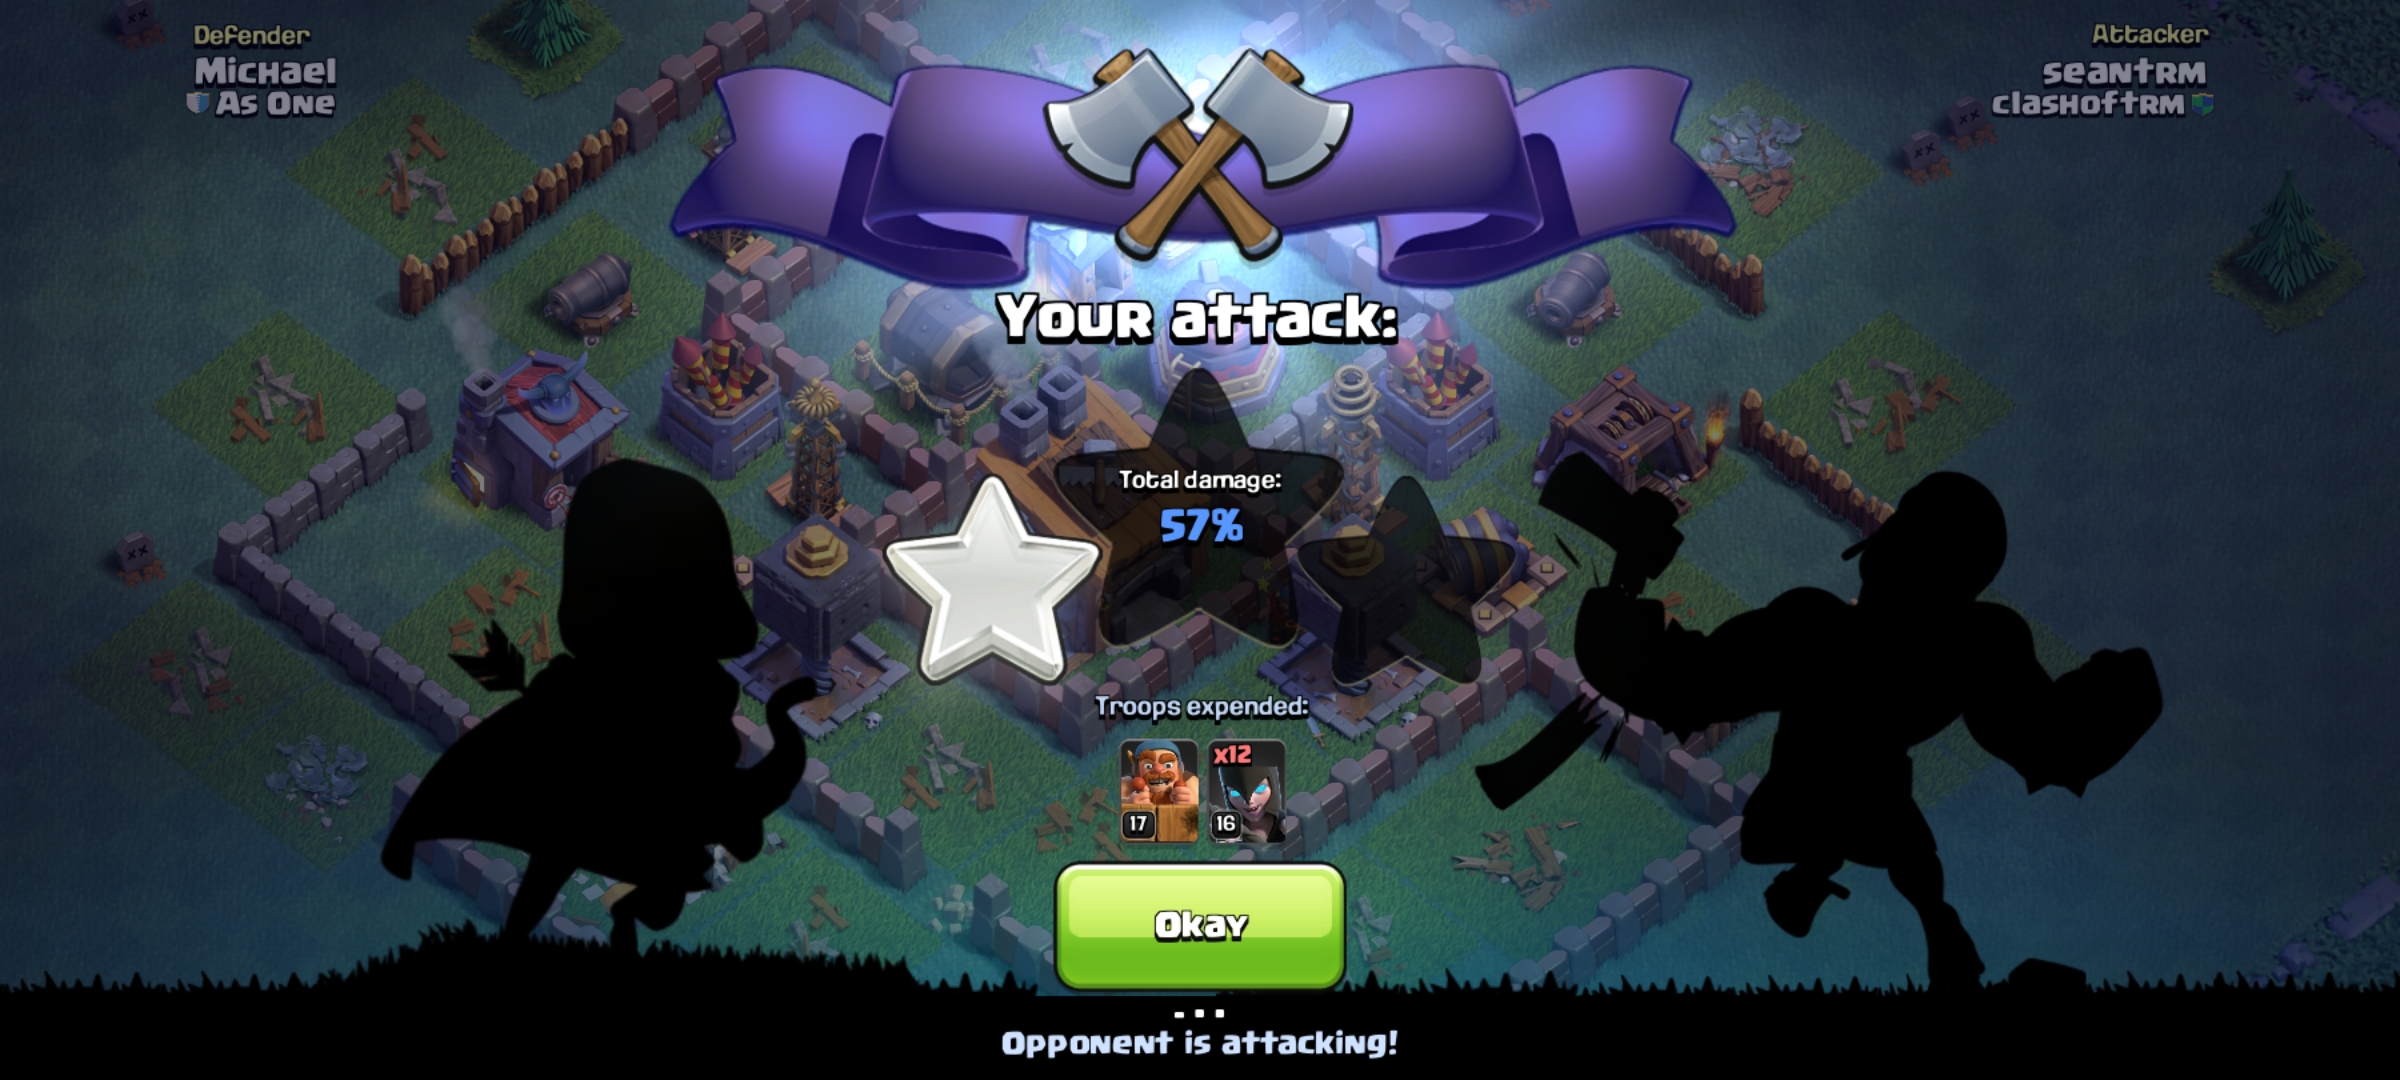 Defender
Michael
As One
Attacker
seantRM
clashoftRM
Your attack:
Total damage:
57%
Troops expended:
x12
17
16
Okay
...
Opponent is attacking!